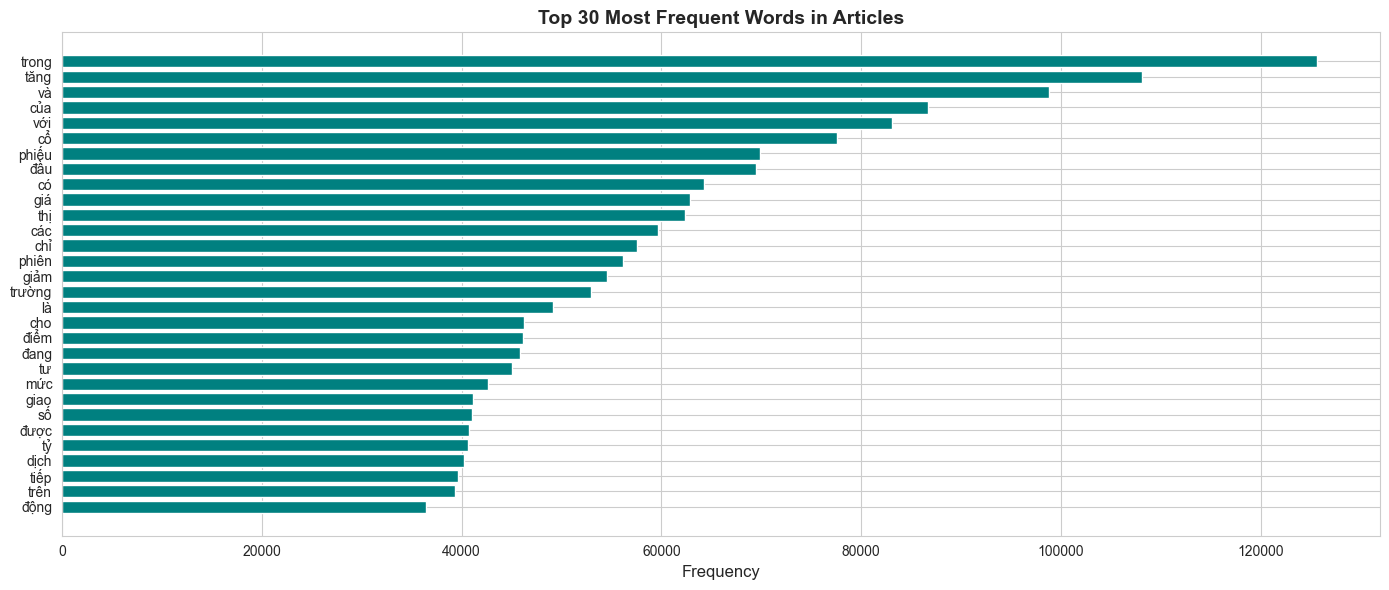 Top 30 Most Frequent Words in Articles
trong
tăng
và
của
với
cổ
phiếu
đầu
có
giá
thị
các
chỉ
phiên
giảm
trường
là
cho
điểm
đang
tư
mức
giao
số
được
tỷ
dịch
tiếp
trên
động
0 20000 40000 60000 80000 100000 120000
Frequency